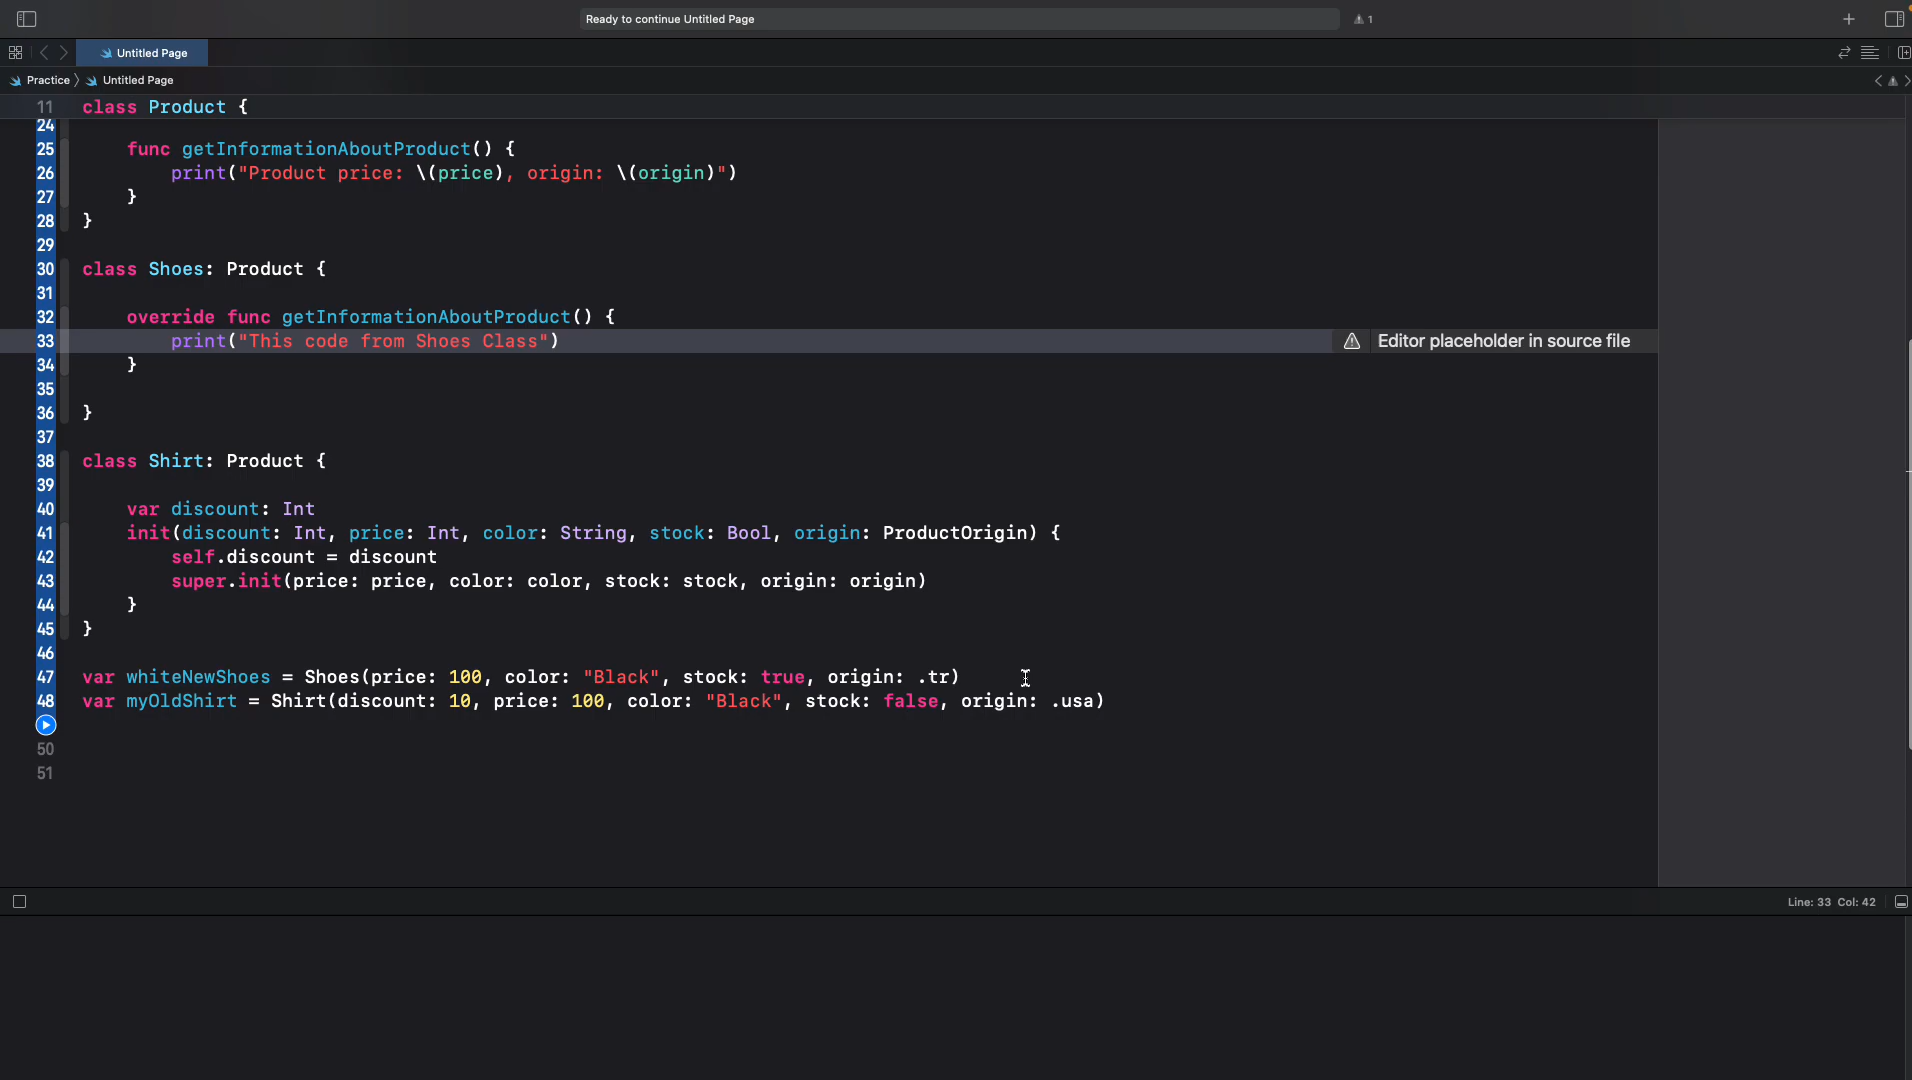 Ready to continue Untitled Page
1
Untitled Page
Practice
Untitled Page
11 class Product {
24
25     func getInformationAboutProduct() {
26         print("Product price: \(price), origin: \(origin)")
27     }
28 }
29
30 class Shoes: Product {
31
32     override func getInformationAboutProduct() {
33         print("This code from Shoes Class") Editor placeholder in source file
34     }
35
36 }
37
38 class Shirt: Product {
39
40     var discount: Int
41     init(discount: Int, price: Int, color: String, stock: Bool, origin: ProductOrigin) {
42         self.discount = discount
43         super.init(price: price, color: color, stock: stock, origin: origin)
44     }
45 }
46
47 var whiteNewShoes = Shoes(price: 100, color: "Black", stock: true, origin: .tr)
48 var myOldShirt = Shirt(discount: 10, price: 100, color: "Black", stock: false, origin: .usa)
50
51
Line: 33 Col: 42